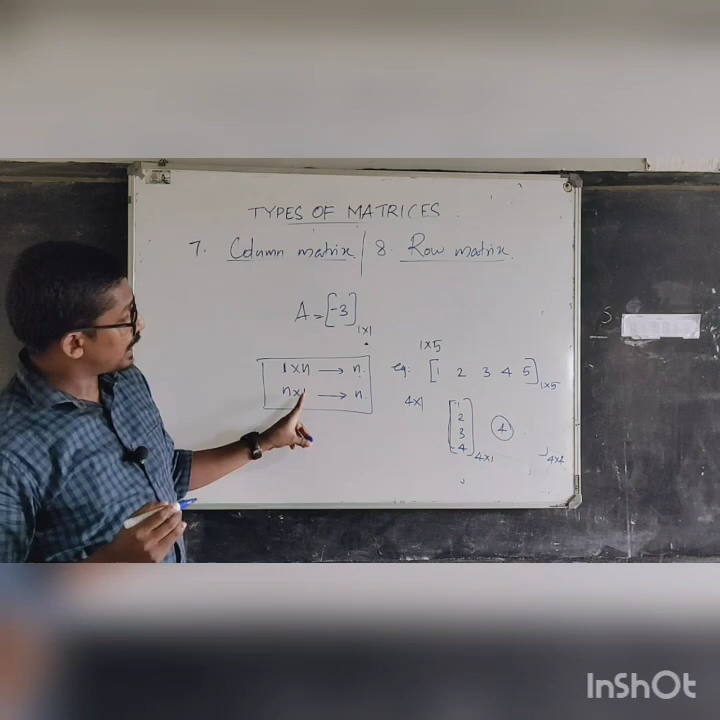 TYPES OF MATRICES
7. Column matrix | 8. Row matrix.
A = [-3] 1x1
1x5
1xn → n.
eg: [1 2 3 4 5] 1x5
nx1 → n.
4x1
[1
2
3
4] 4x1
4
4x4
InShOt